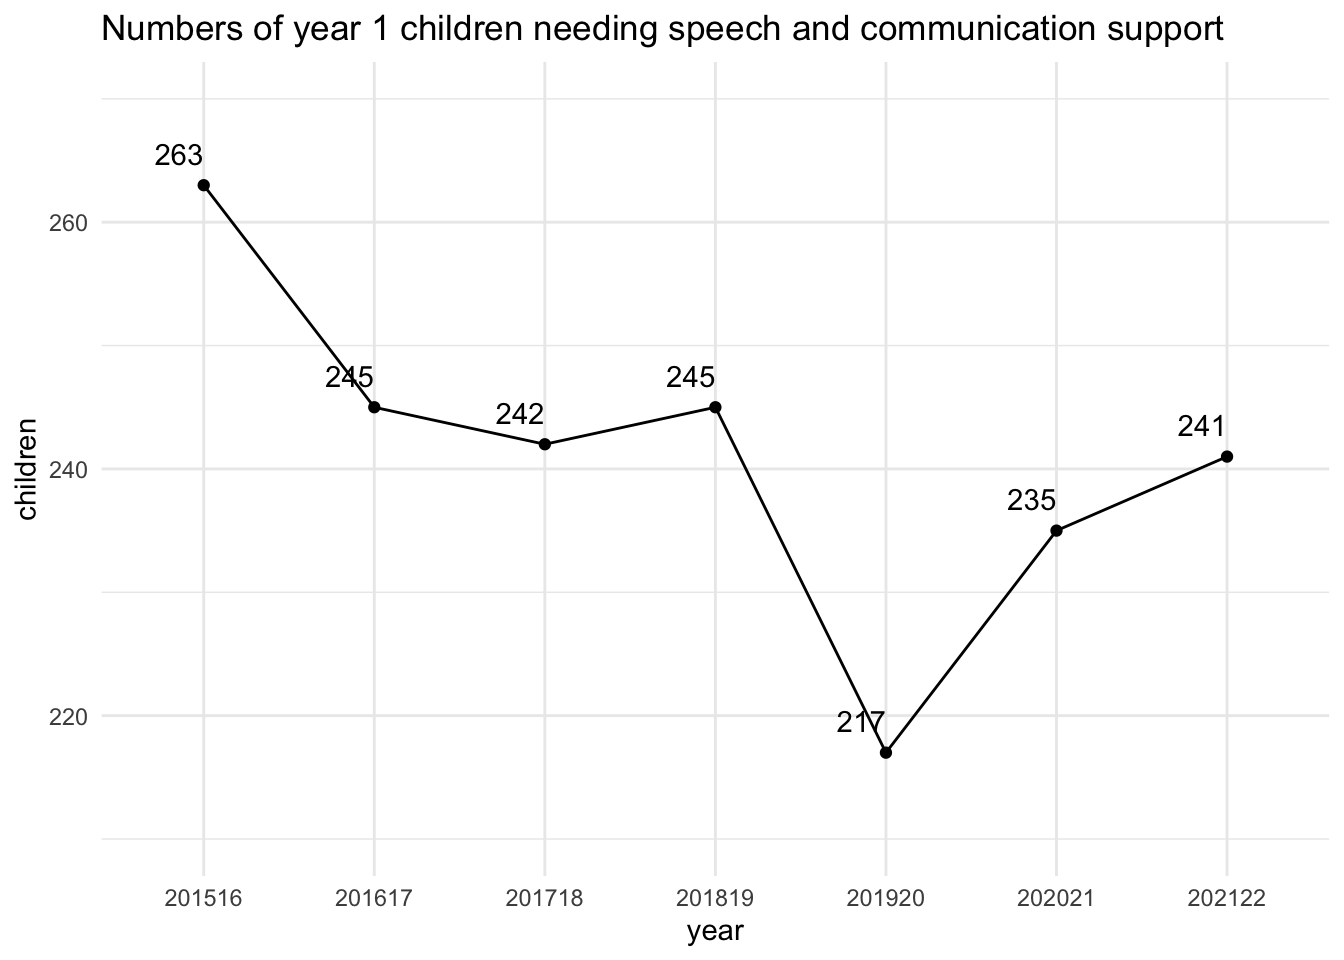 Numbers of year 1 children needing speech and communication support
263
260
245
245
242
241
240
235
220
217
children
201516 201617 201718 201819 201920 202021 202122
year